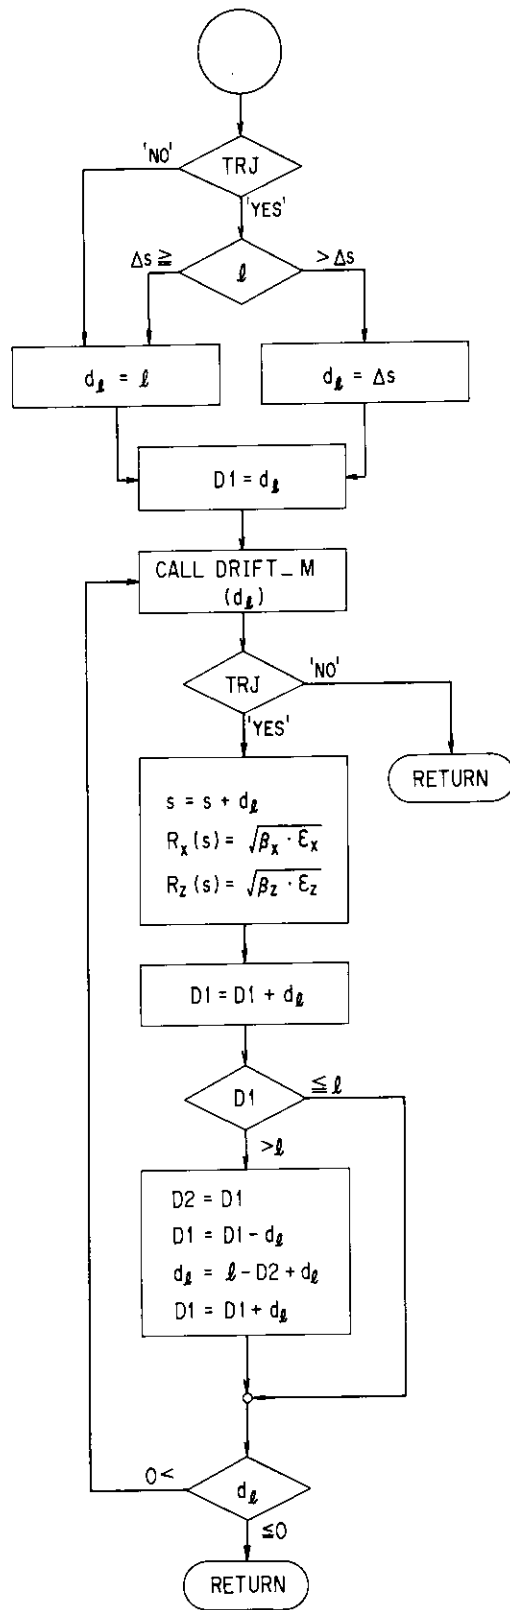 TRJ
'NO'
'YES'
Δs ≧
ℓ
> Δs
d_ℓ = ℓ
d_ℓ = Δs
D1 = d_ℓ
CALL DRIFT_M
(d_ℓ)
TRJ
'NO'
'YES'
RETURN
s = s + d_ℓ
R_x(s) = √(β_x · ε_x)
R_z(s) = √(β_z · ε_z)
D1 = D1 + d_ℓ
D1
≦ ℓ
>ℓ
D2 = D1
D1 = D1 - d_ℓ
d_ℓ = ℓ - D2 + d_ℓ
D1 = D1 + d_ℓ
0 <
d_ℓ
≦0
RETURN